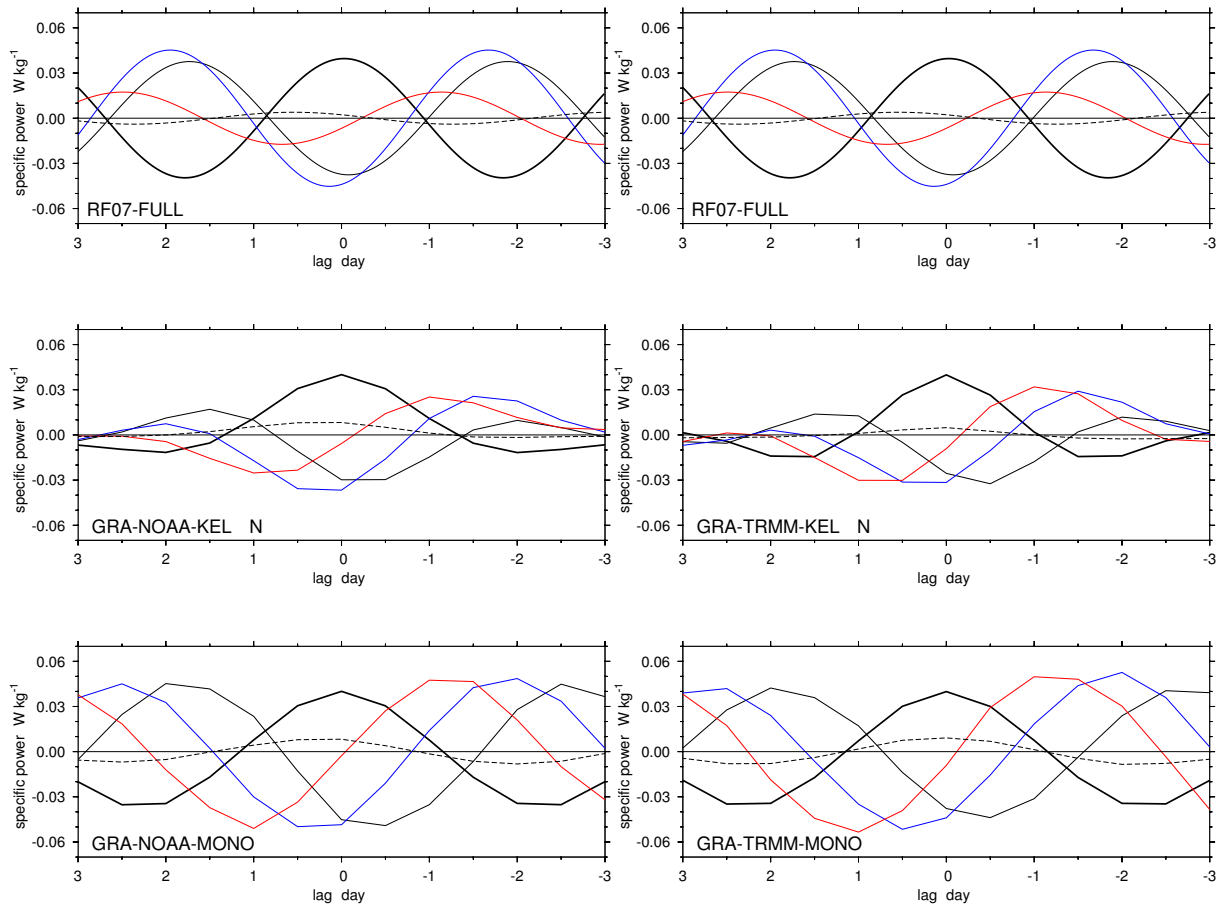 0.06
0.03
0.00
-0.03
-0.06
specific power W kg-1
RF07-FULL
3 2 1 0 -1 -2 -3
lag day
0.06
0.03
0.00
-0.03
-0.06
specific power W kg-1
RF07-FULL
3 2 1 0 -1 -2 -3
lag day
0.06
0.03
0.00
-0.03
-0.06
specific power W kg-1
GRA-NOAA-KEL N
3 2 1 0 -1 -2 -3
lag day
0.06
0.03
0.00
-0.03
-0.06
specific power W kg-1
GRA-TRMM-KEL N
3 2 1 0 -1 -2 -3
lag day
0.06
0.03
0.00
-0.03
-0.06
specific power W kg-1
GRA-NOAA-MONO
3 2 1 0 -1 -2 -3
lag day
0.06
0.03
0.00
-0.03
-0.06
specific power W kg-1
GRA-TRMM-MONO
3 2 1 0 -1 -2 -3
lag day